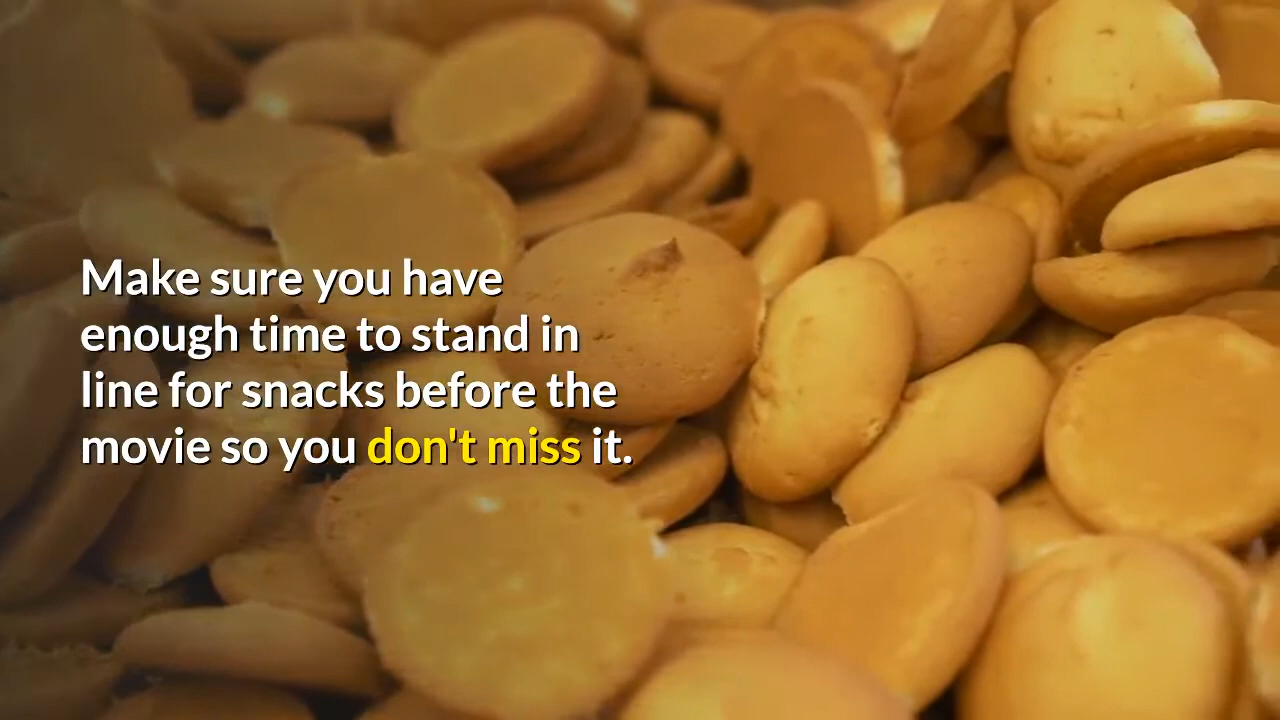 Make sure you have
enough time to stand in
line for snacks before the
movie so you don't miss it.